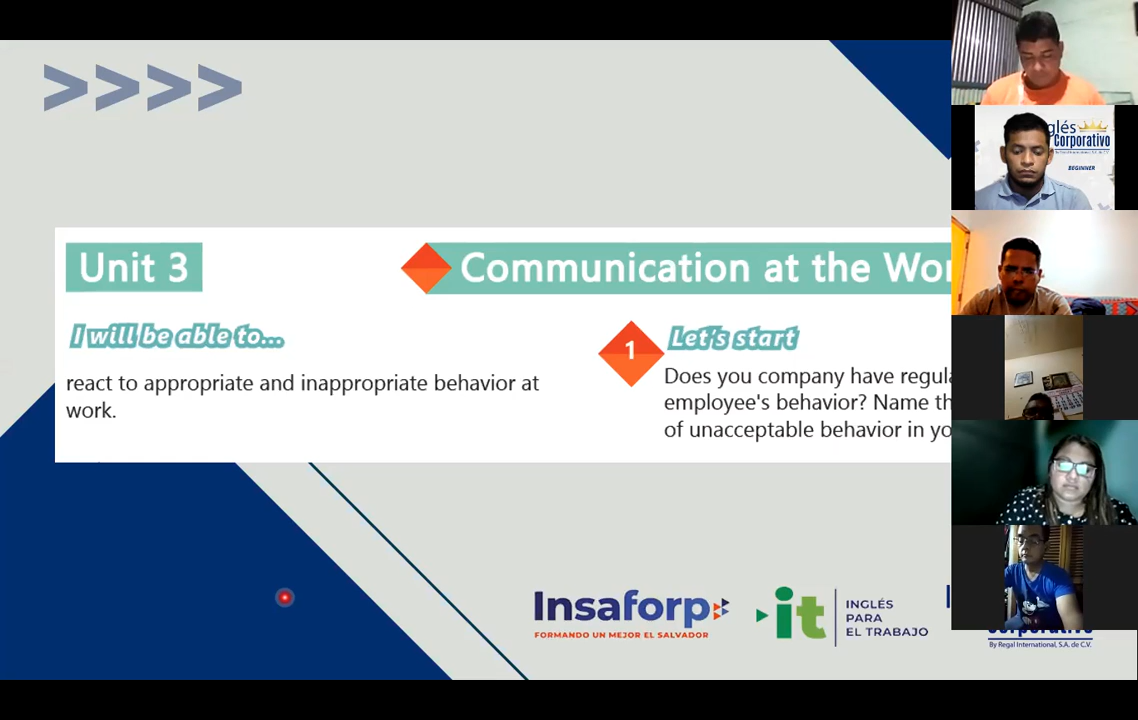 >>>>
Unit 3
Communication at the Wor
I will be able to...
react to appropriate and inappropriate behavior at
work.
1
Let's start
Does you company have regula
employee's behavior? Name th
of unacceptable behavior in yo
Insaforp
FORMANDO UN MEJOR EL SALVADOR
it
INGLÉS
PARA
EL TRABAJO
By Regal International, S.A. de C.V.
glés
Corporativo
BEGINNER